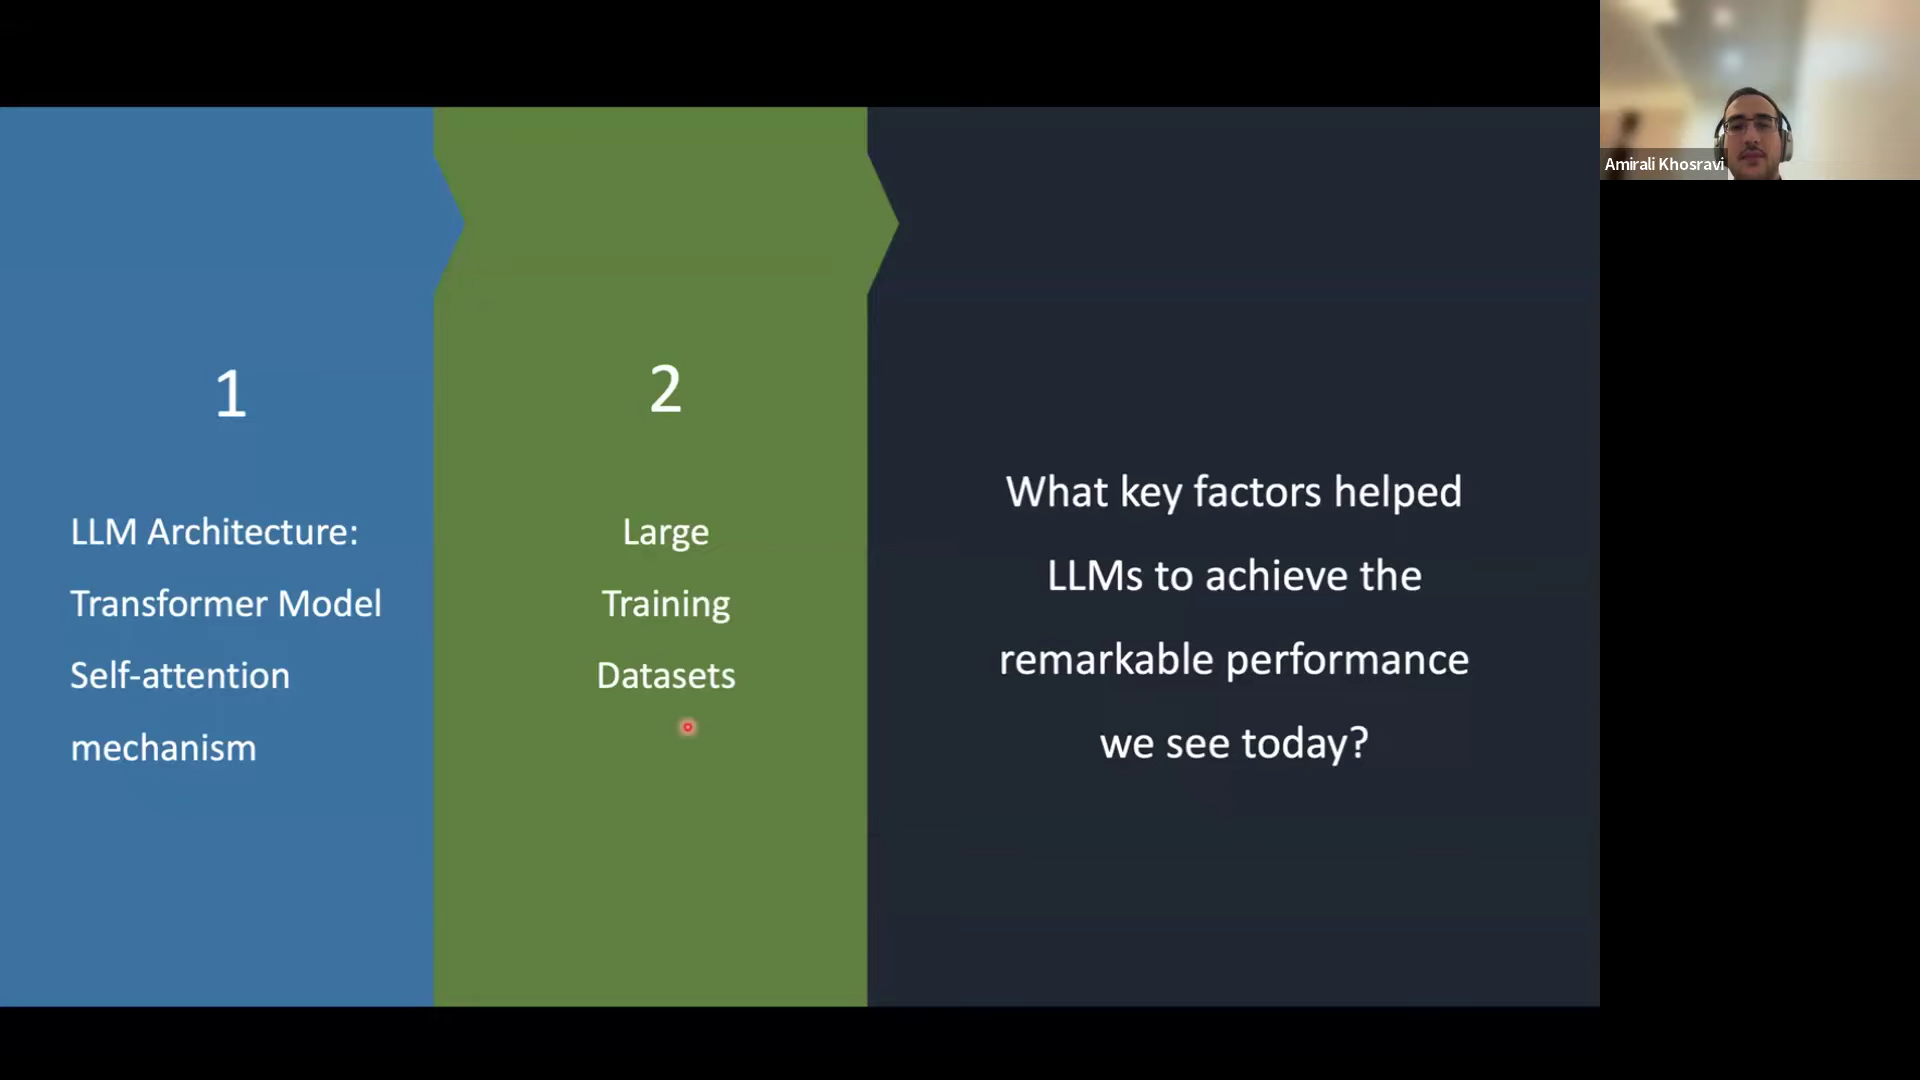 1
LLM Architecture:
Transformer Model
Self-attention
mechanism
2
Large
Training
Datasets
What key factors helped
LLMs to achieve the
remarkable performance
we see today?
Amirali Khosravi